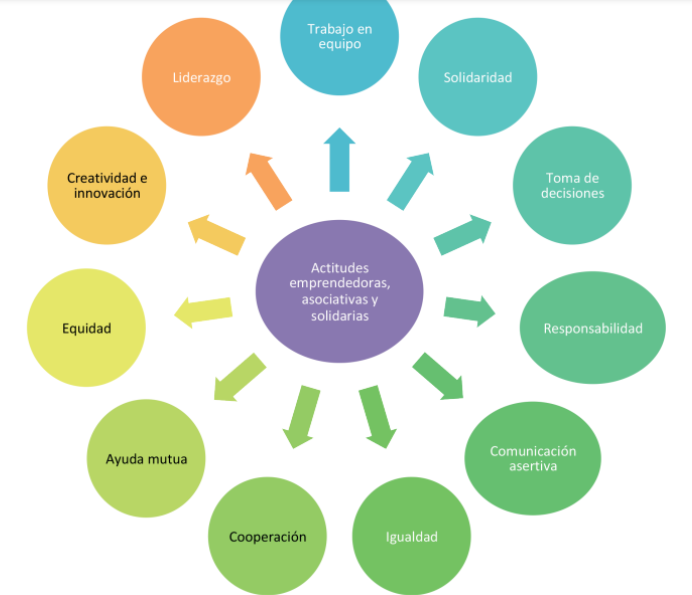 Trabajo en
equipo
Solidaridad
Toma de
decisiones
Responsabilidad
Comunicación
asertiva
Igualdad
Cooperación
Ayuda mutua
Equidad
Creatividad e
innovación
Liderazgo
Actitudes
emprendedoras,
asociativas y
solidarias